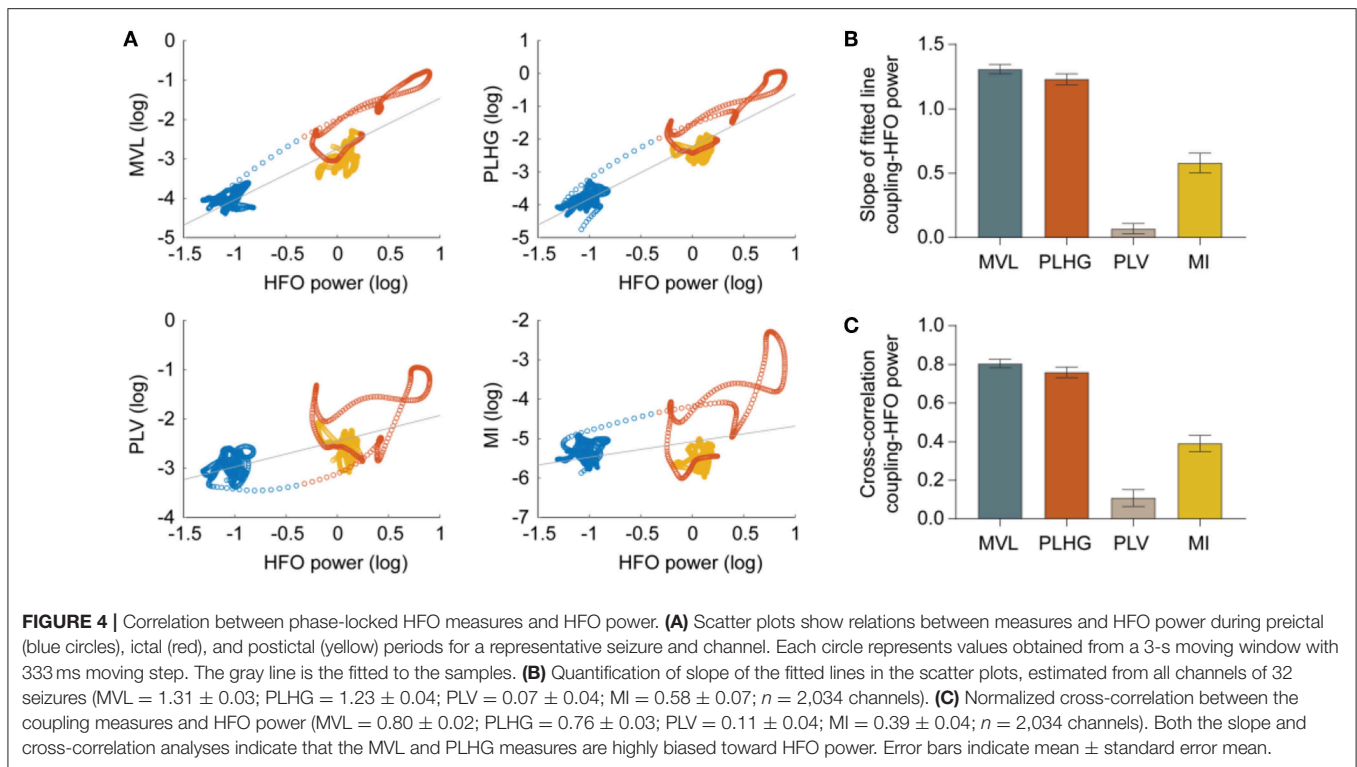 A
B
C
0
-1
-2
-3
-4
-5
MVL (log)
-1.5 -1 -0.5 0 0.5 1
HFO power (log)
1
0
-1
-2
-3
-4
-5
PLHG (log)
-1.5 -1 -0.5 0 0.5 1
HFO power (log)
1.5
1.0
0.5
0.0
Slope of fitted line
coupling-HFO power
MVL PLHG PLV MI
0
-1
-2
-3
-4
PLV (log)
-1.5 -1 -0.5 0 0.5 1
HFO power (log)
-2
-3
-4
-5
-6
-7
MI (log)
-1.5 -1 -0.5 0 0.5 1
HFO power (log)
1.0
0.8
0.6
0.4
0.2
0.0
Cross-correlation
coupling-HFO power
MVL PLHG PLV MI
FIGURE 4 | Correlation between phase-locked HFO measures and HFO power. (A) Scatter plots show relations between measures and HFO power during preictal
(blue circles), ictal (red), and postictal (yellow) periods for a representative seizure and channel. Each circle represents values obtained from a 3-s moving window with
333 ms moving step. The gray line is the fitted to the samples. (B) Quantification of slope of the fitted lines in the scatter plots, estimated from all channels of 32
seizures (MVL = 1.31 ± 0.03; PLHG = 1.23 ± 0.04; PLV = 0.07 ± 0.04; MI = 0.58 ± 0.07; n = 2,034 channels). (C) Normalized cross-correlation between the
coupling measures and HFO power (MVL = 0.80 ± 0.02; PLHG = 0.76 ± 0.03; PLV = 0.11 ± 0.04; MI = 0.39 ± 0.04; n = 2,034 channels). Both the slope and
cross-correlation analyses indicate that the MVL and PLHG measures are highly biased toward HFO power. Error bars indicate mean ± standard error mean.